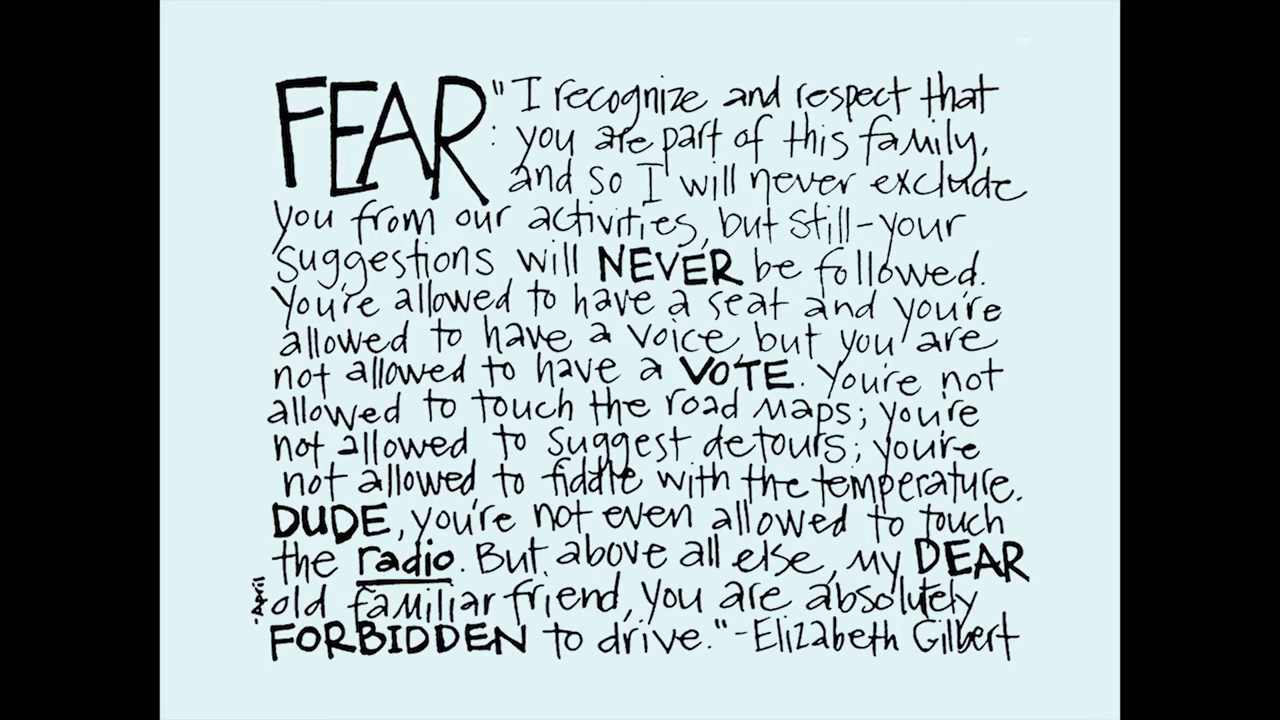 FEAR: "I recognize and respect that
you are part of this family,
and so I will never exclude
you from our activities, but still-your
suggestions will NEVER be followed.
You're allowed to have a seat and you're
allowed to have a voice, but you are
not allowed to have a VOTE. You're not
allowed to touch the road maps; you're
not allowed to suggest detours; you're
not allowed to fiddle with the temperature.
DUDE, you're not even allowed to touch
the radio. But above all else, my DEAR
old familiar friend, you are absolutely
FORBIDDEN to drive."-Elizabeth Gilbert
-April